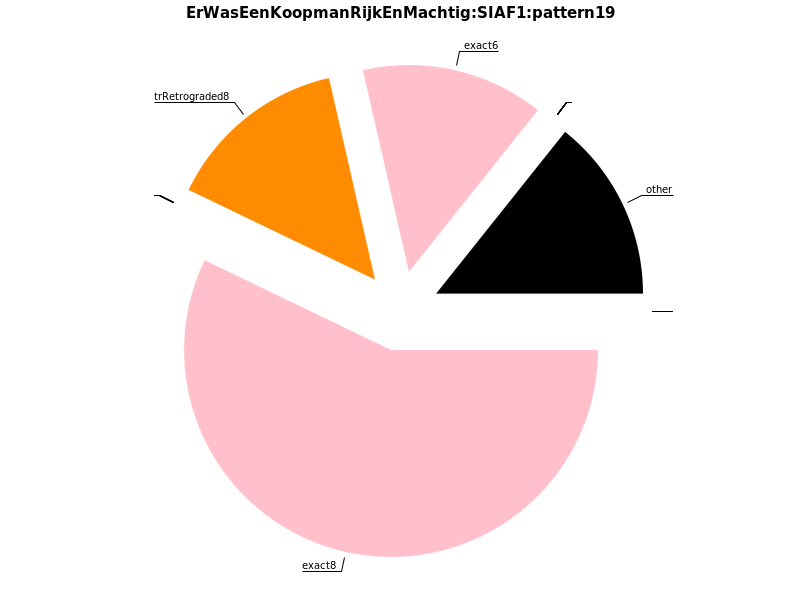 ErWasEenKoopmanRijkEnMachtig:SIAF1:pattern19
exact6
trRetrograded8
other
exact8